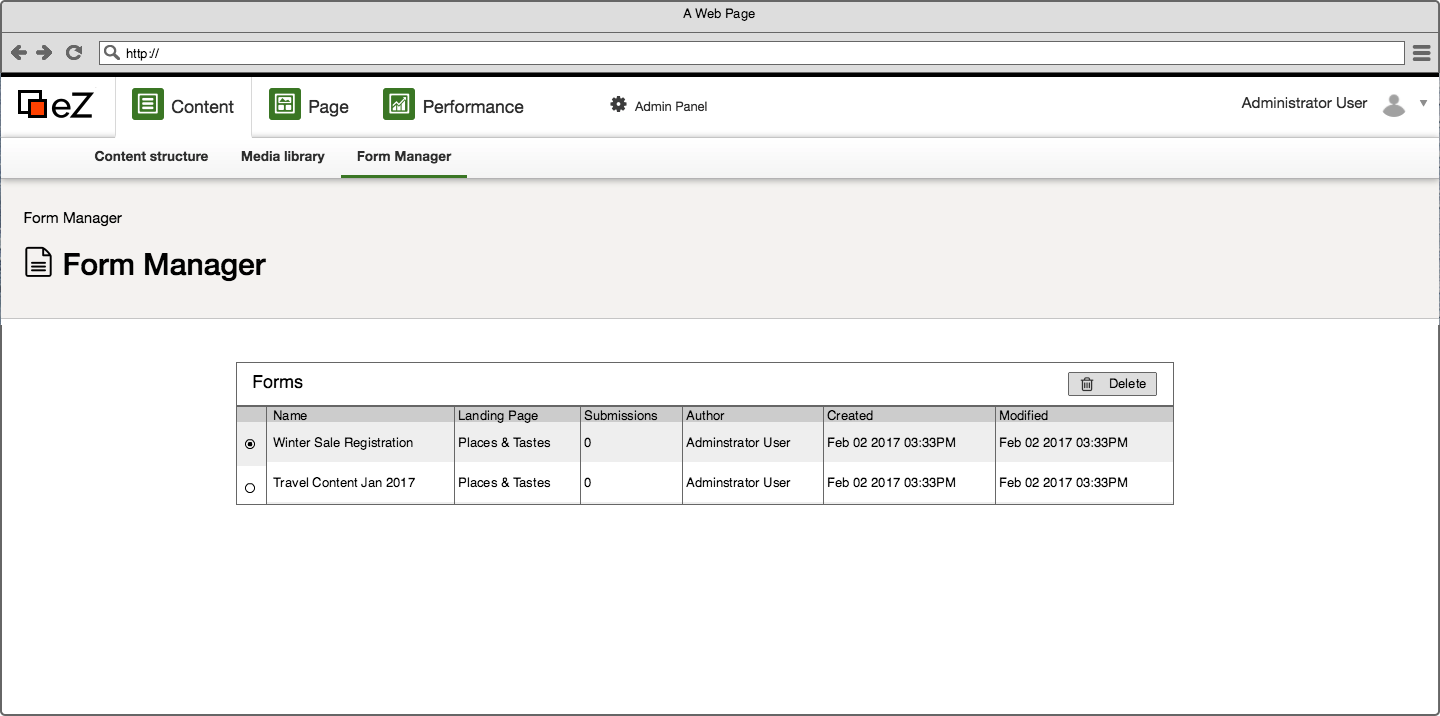 A Web Page
http://
eZ Content Page Performance Admin Panel Administrator User
Content structure Media library Form Manager
Form Manager
Form Manager
Forms Delete
Name Landing Page Submissions Author Created Modified
Winter Sale Registration Places & Tastes 0 Adminstrator User Feb 02 2017 03:33PM Feb 02 2017 03:33PM
Travel Content Jan 2017 Places & Tastes 0 Adminstrator User Feb 02 2017 03:33PM Feb 02 2017 03:33PM